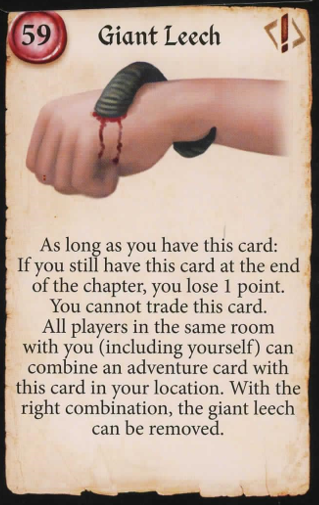 59
Giant Leech
!
As long as you have this card:
If you still have this card at the end
of the chapter, you lose 1 point.
You cannot trade this card.
All players in the same room
with you (including yourself) can
combine an adventure card with
this card in your location. With the
right combination, the giant leech
can be removed.